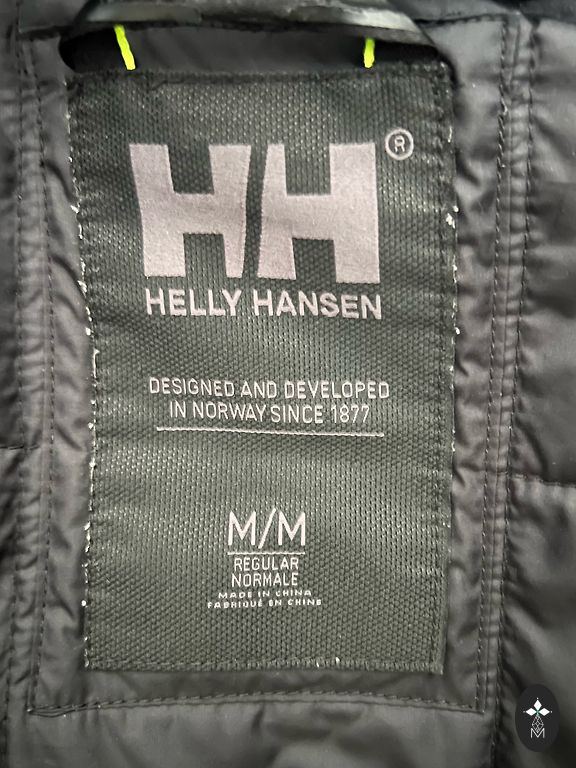 HH ®
HELLY HANSEN
DESIGNED AND DEVELOPED
IN NORWAY SINCE 1877
M/M
REGULAR
NORMALE
MADE IN CHINA
FABRIQUÉ EN CHINE
M